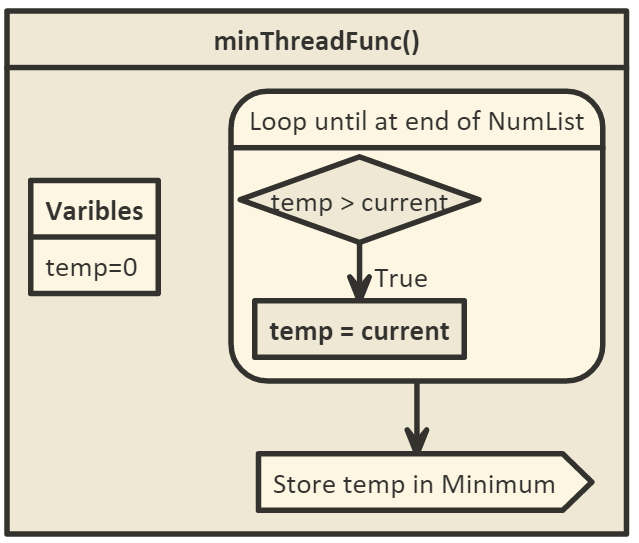 minThreadFunc()
Varibles
temp=0
Loop until at end of NumList
temp > current
True
temp = current
Store temp in Minimum